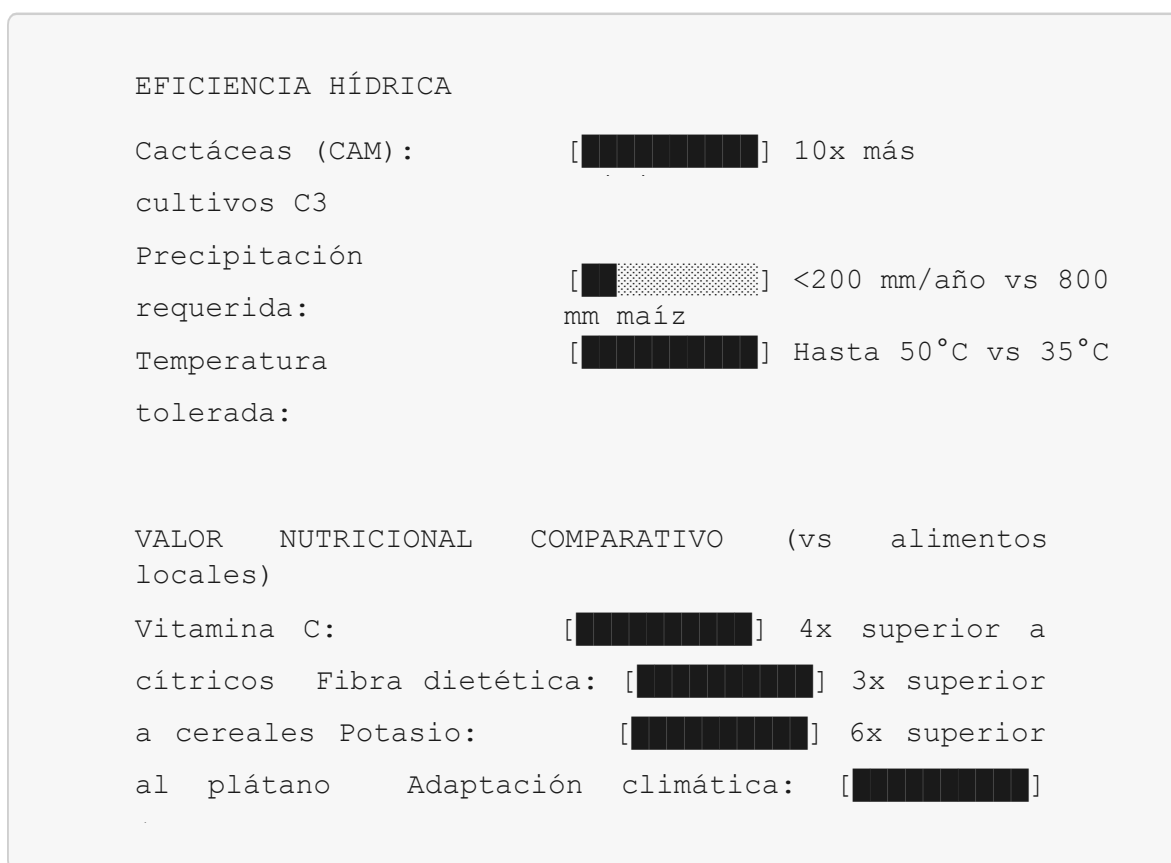 EFICIENCIA HÍDRICA
Cactáceas (CAM): [██████████] 10x más
cultivos C3
Precipitación
requerida: [██░░░░░░░░] <200 mm/año vs 800
mm maíz
Temperatura [██████████] Hasta 50°C vs 35°C
tolerada:
VALOR NUTRICIONAL COMPARATIVO (vs alimentos
locales)
Vitamina C: [██████████] 4x superior a
cítricos Fibra dietética: [██████████] 3x superior
a cereales Potasio: [██████████] 6x superior
al plátano Adaptación climática: [██████████]